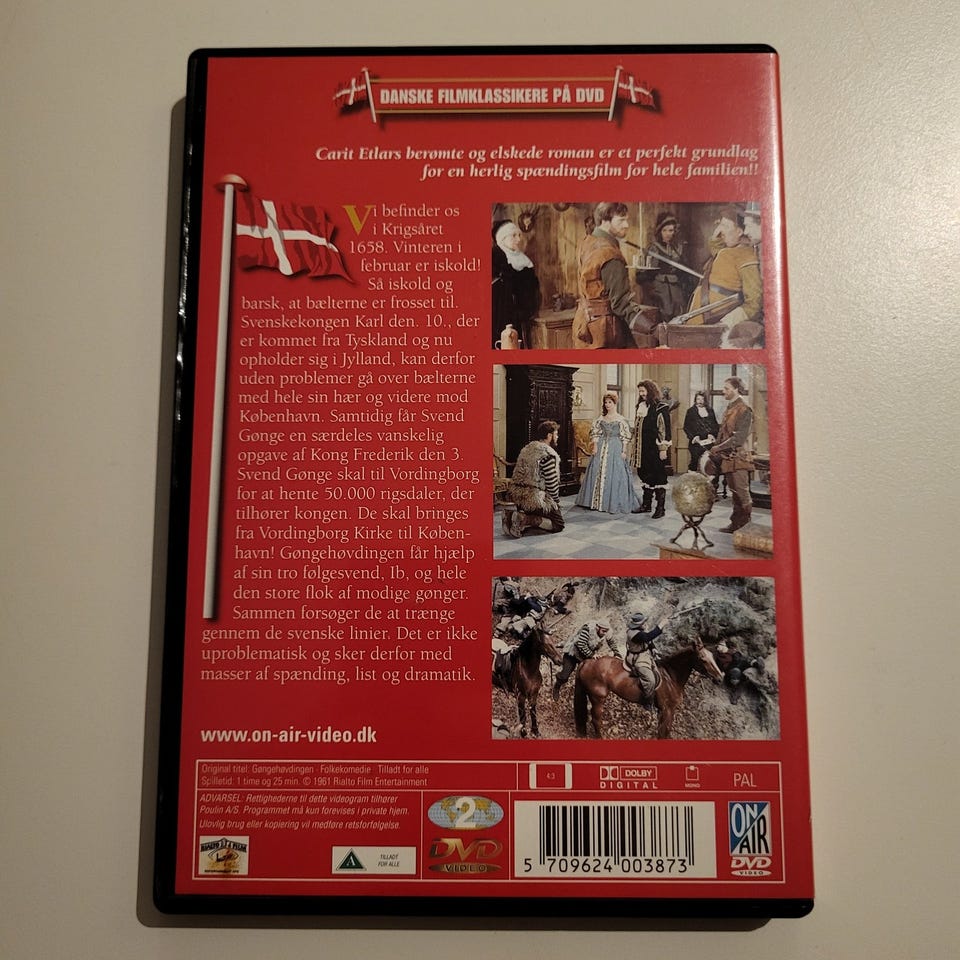 DANSKE FILMKLASSIKERE PÅ DVD
Carit Etlars berømte og elskede roman er et perfekt grundlag
for en herlig spændingsfilm for hele familien!!
Vi befinder os
i Krigsåret
1658. Vinteren i
februar er iskold!
Så iskold og
barsk, at bælterne er frosset til.
Svenskekongen Karl den. 10., der
er kommet fra Tyskland og nu
opholder sig i Jylland, kan derfor
uden problemer gå over bælterne
med hele sin hær og videre mod
København. Samtidig får Svend
Gønge en særdeles vanskelig
opgave af Kong Frederik den 3.
Svend Gønge skal til Vordingborg
for at hente 50.000 rigsdaler, der
tilhører kongen. De skal bringes
fra Vordingborg Kirke til Køben-
havn! Gøngehøvdingen får hjælp
af sin tro følgesvend, Ib, og hele
den store flok af modige gønger.
Sammen forsøger de at trænge
gennem de svenske linier. Det er ikke
uproblematisk og sker derfor med
masser af spænding, list og dramatik.
www.on-air-video.dk
Original titel: Gøngehøvdingen · Folkekomedie · Tilladt for alle
Spilletid: 1 time og 25 min. © 1961 Rialto Film Entertainment
4:3
DOLBY
DIGITAL
MONO
PAL
ADVARSEL: Rettighederne til dette videogram tilhører
Poulin A/S. Programmet må kun forevises i private hjem.
Ulovlig brug eller kopiering vil medføre retsforfølgelse.
A
TILLADT
FOR ALLE
2
DVD
VIDEO
5 709624 003873
ON
AIR
DVD
VIDEO